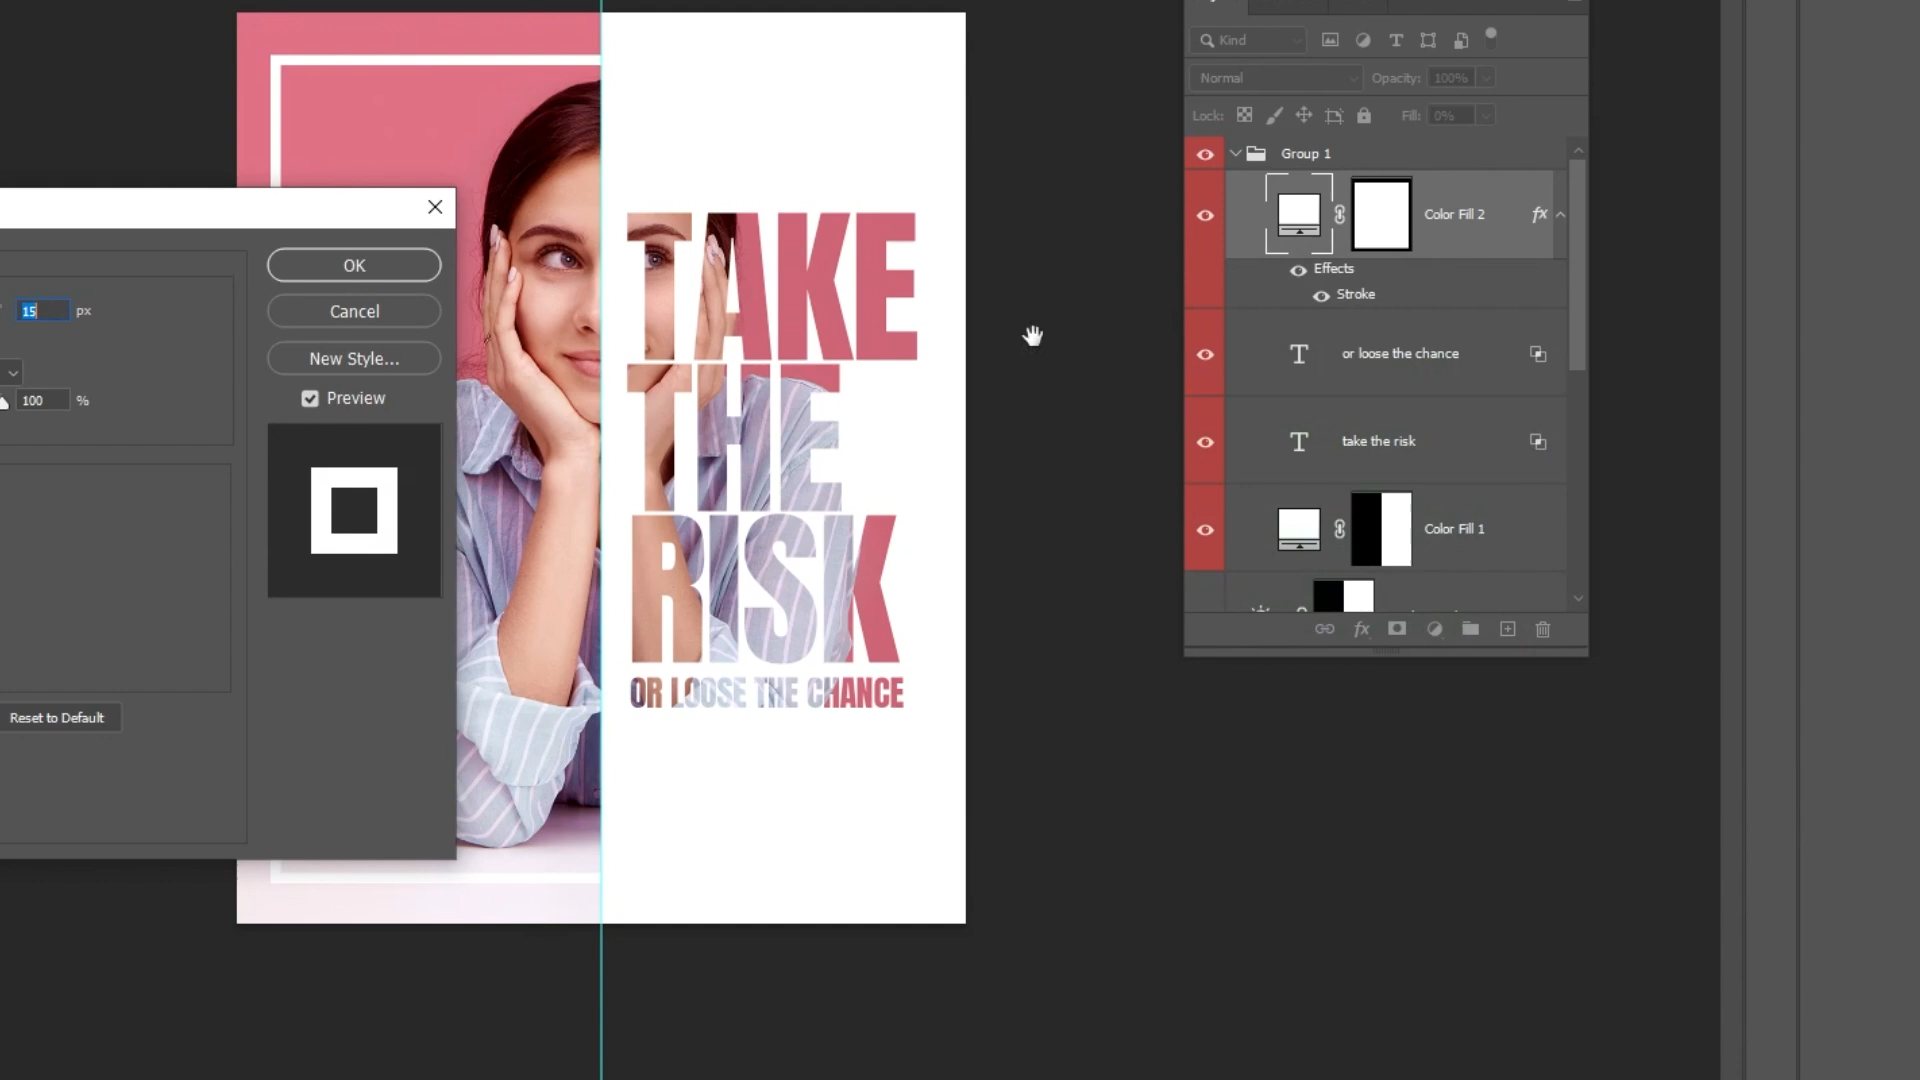 TAKE
THE
RISK
OR LOOSE THE CHANCE
15 px
100 %
OK
Cancel
New Style...
Preview
Reset to Default
Kind
Normal
Opacity: 100%
Lock:
Fill: 0%
Group 1
Color Fill 2
fx
Effects
Stroke
T or loose the chance
T take the risk
Color Fill 1
fx